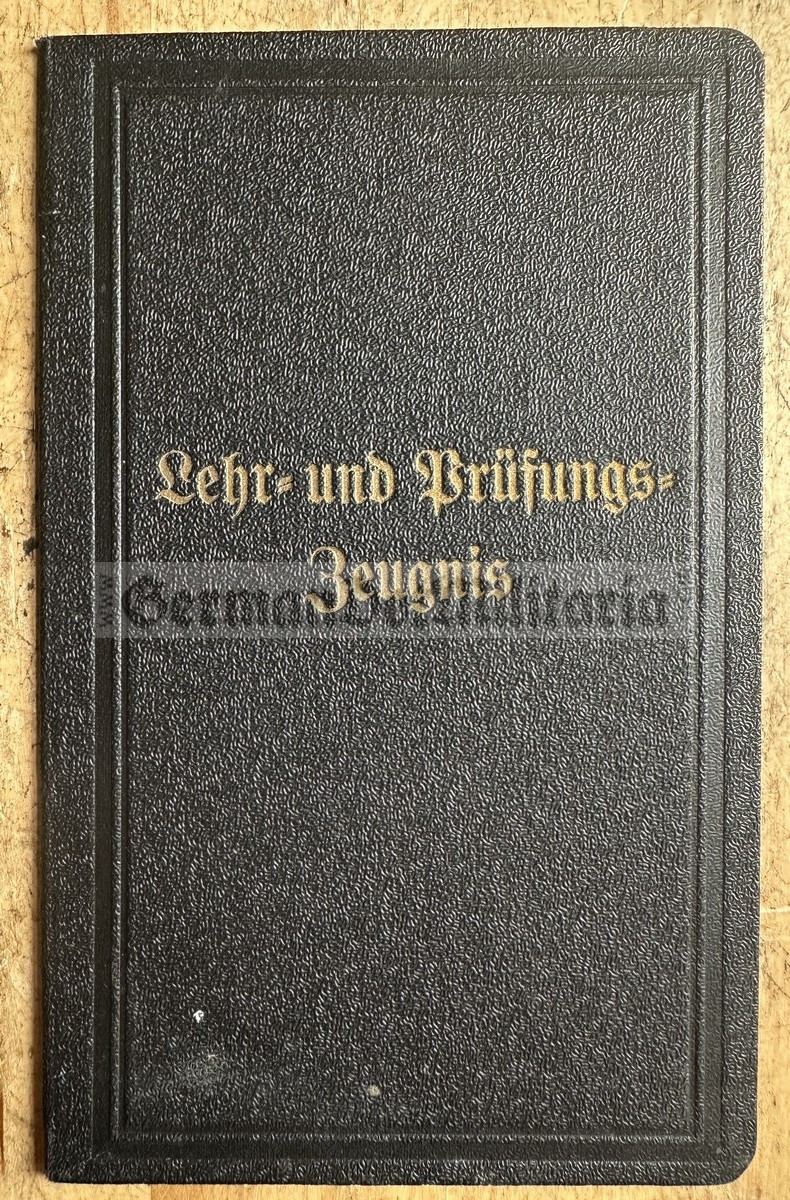 Lehr- und Prüfungs-
Zeugnis